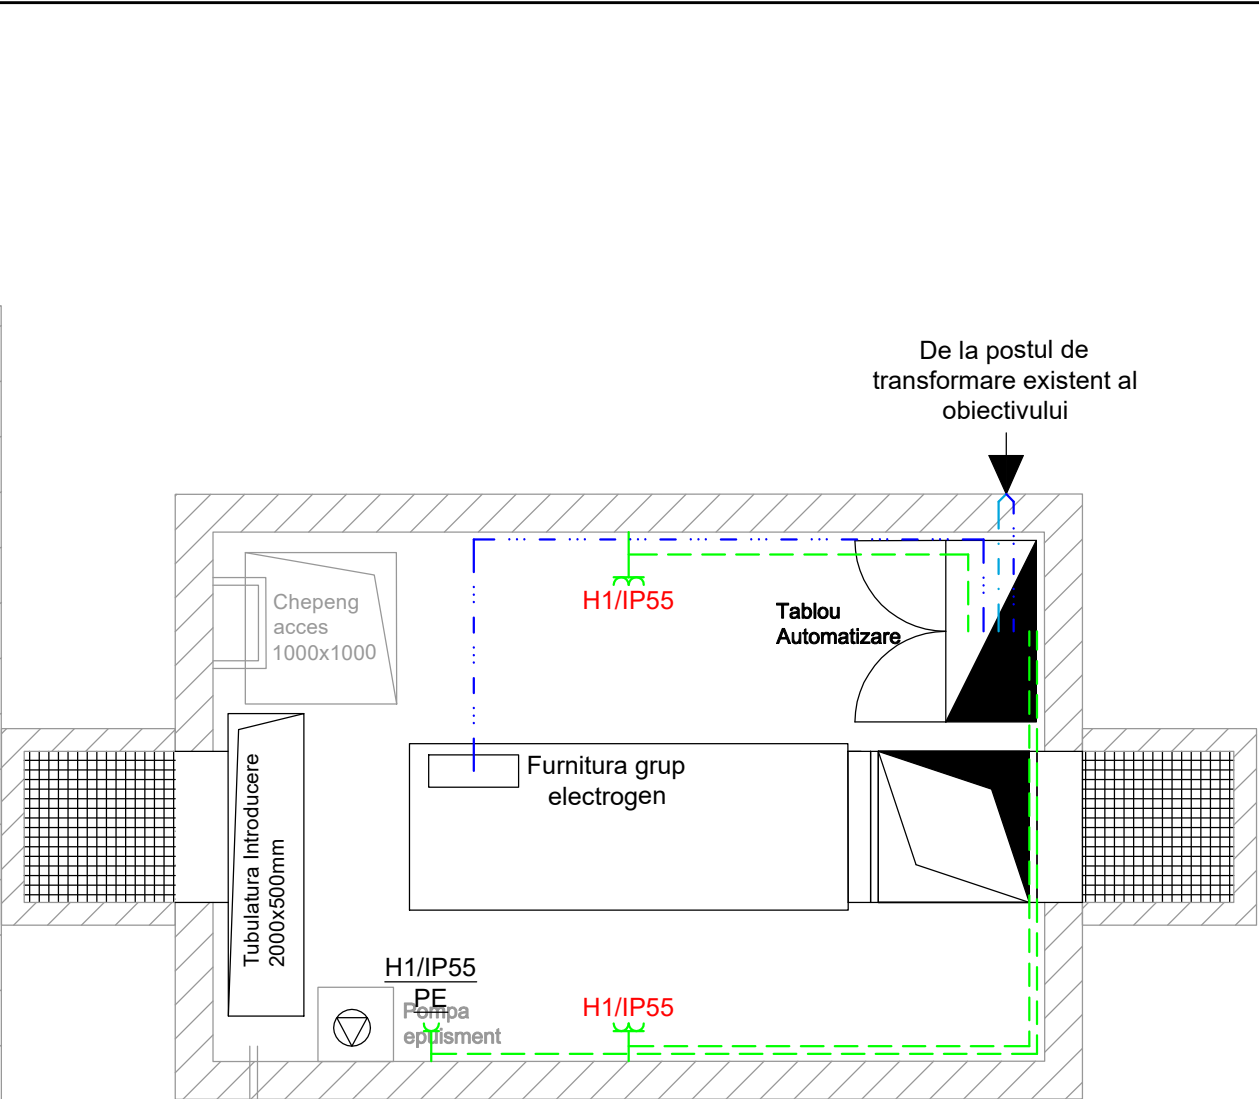 De la postul de
transformare existent al
obiectivului
H1/IP55
Chepeng
acces
1000x1000
Tablou
Automatizare
Tubulatura Introducere
2000x500mm
Furnitura grup
electrogen
H1/IP55
PE
Pompa
epuisment
H1/IP55